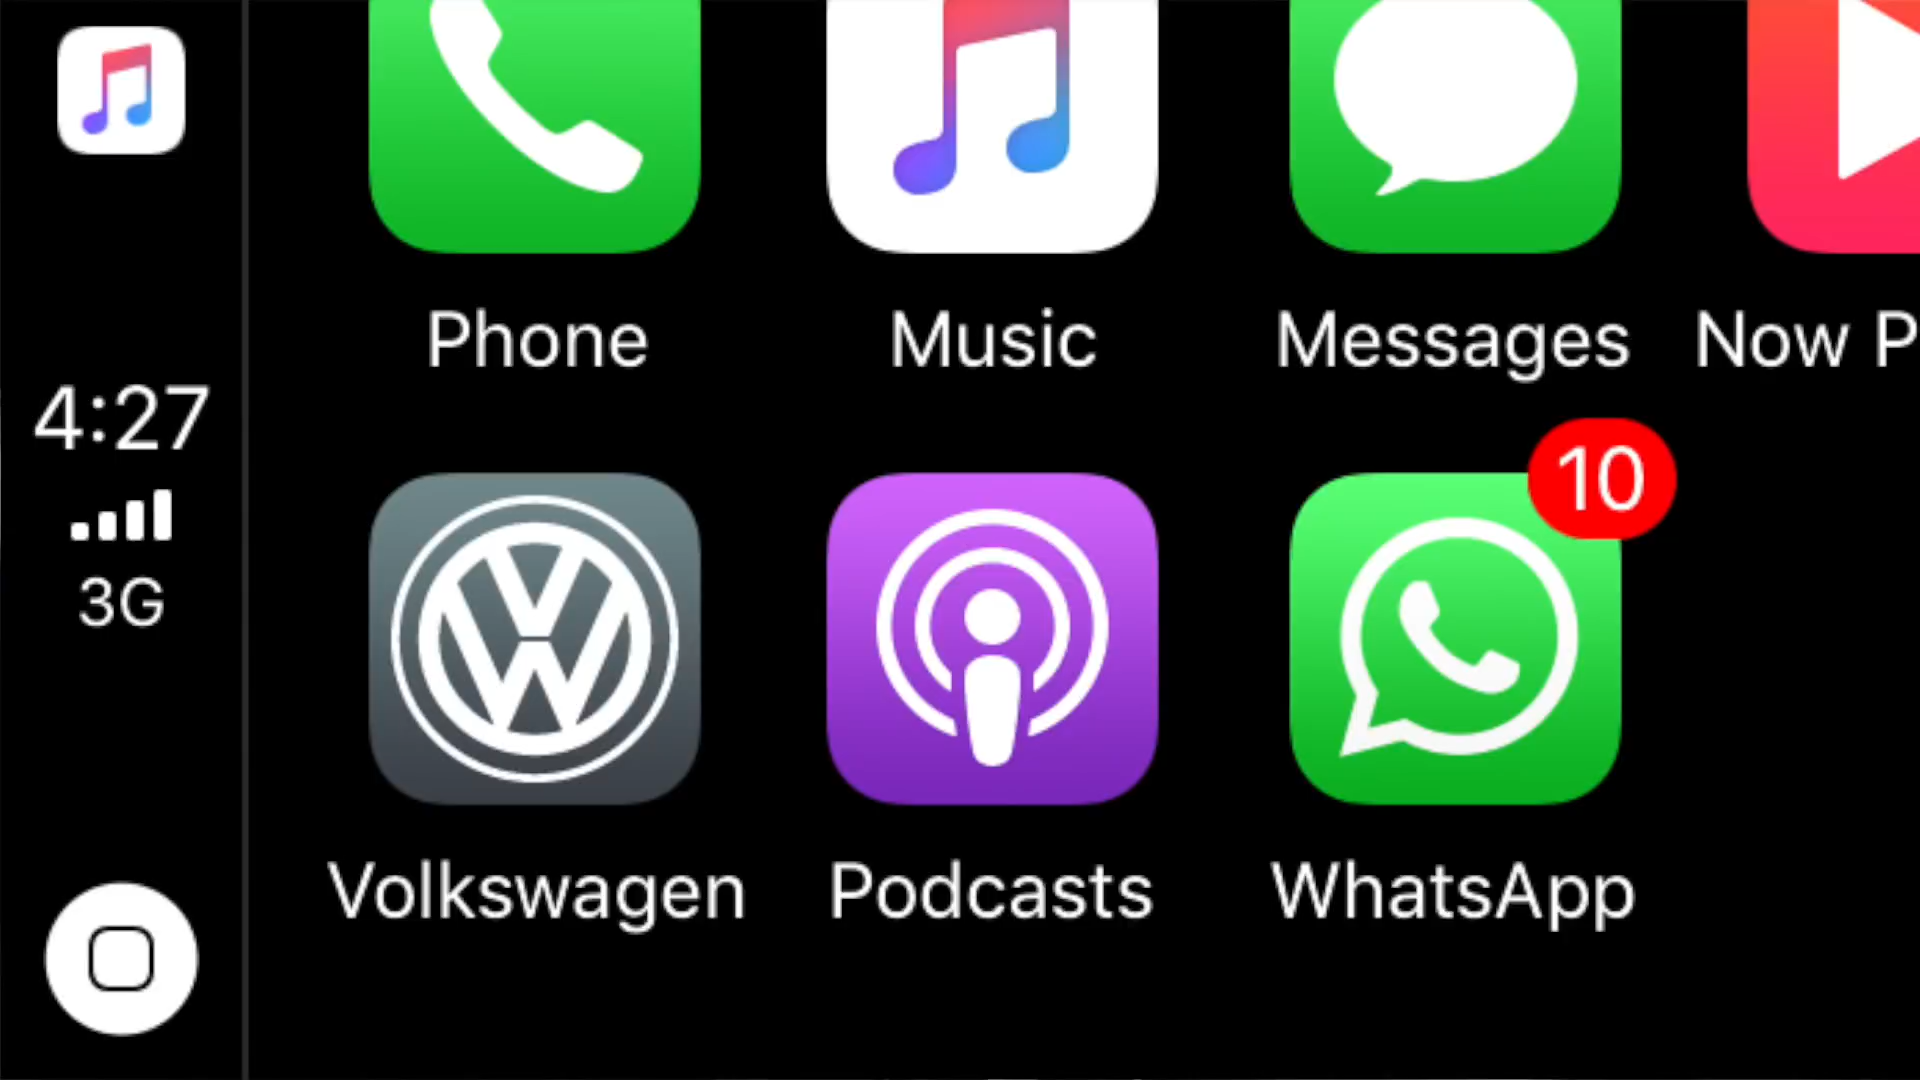 Phone
Music
Messages
Now P
4:27
3G
10
Volkswagen
Podcasts
WhatsApp